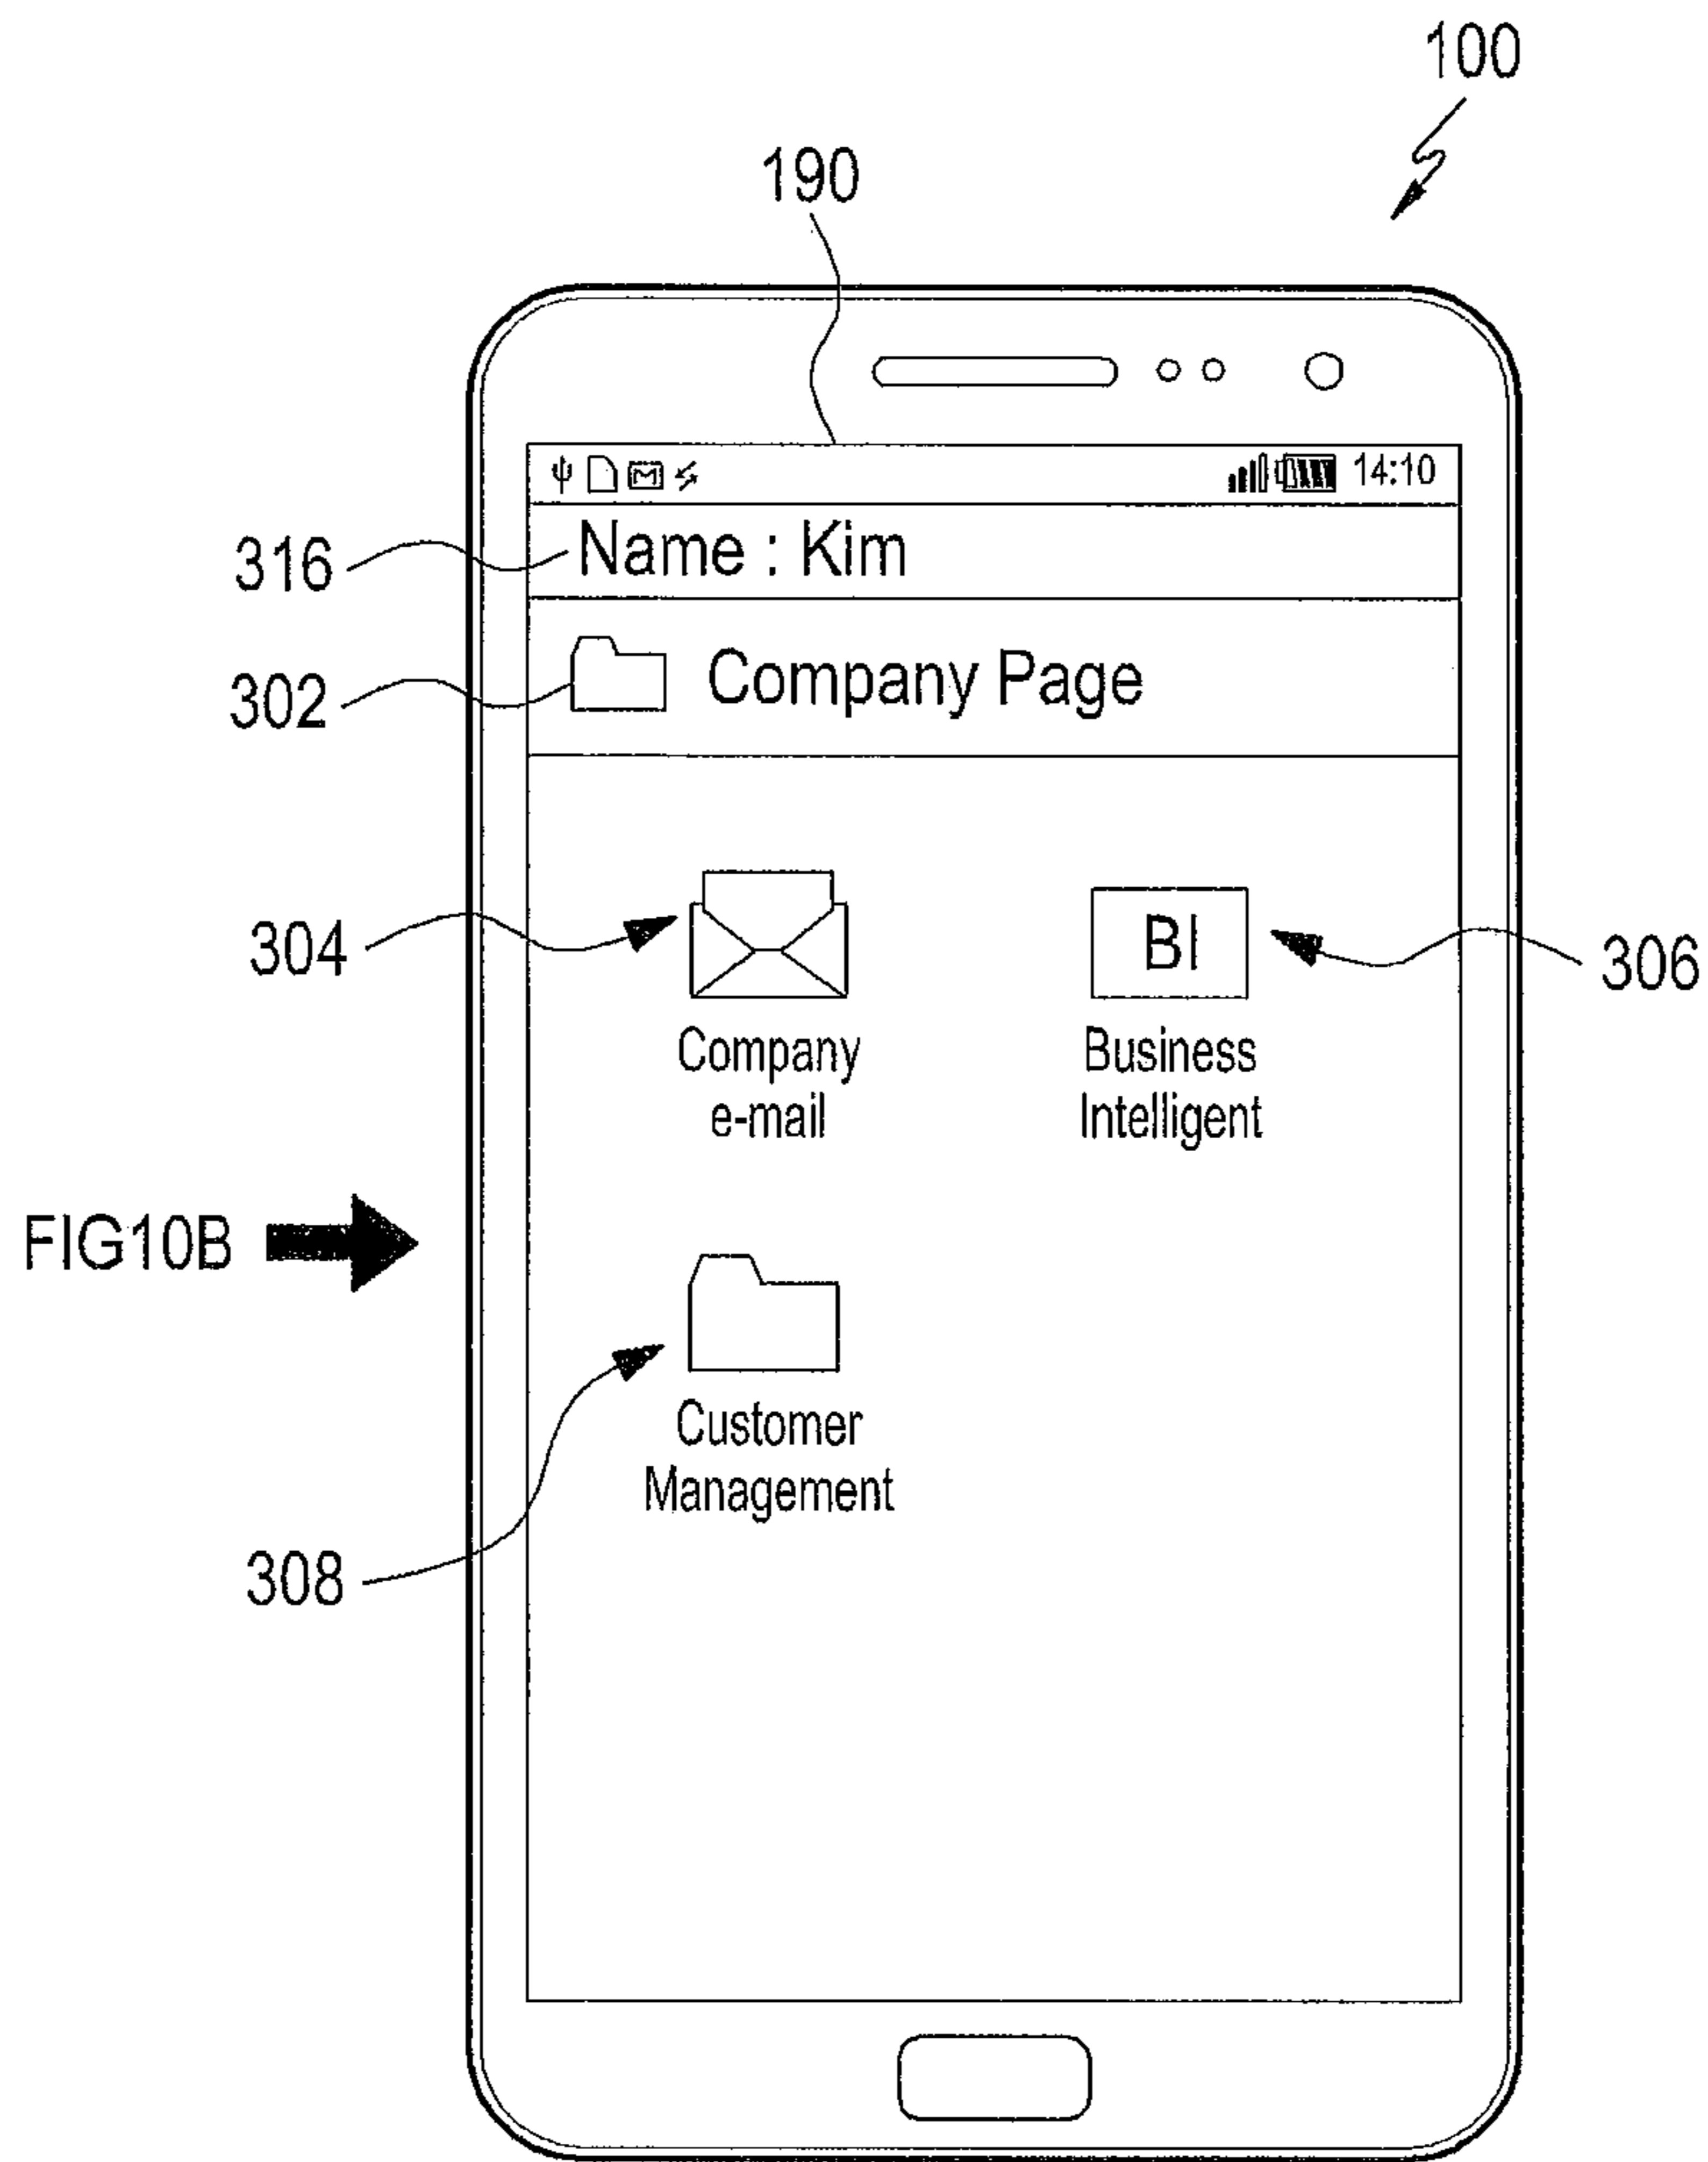 100
190
14:10
316
Name : Kim
302
Company Page
304
BI
306
Company
e-mail
Business
Intelligent
FIG10B
Customer
Management
308